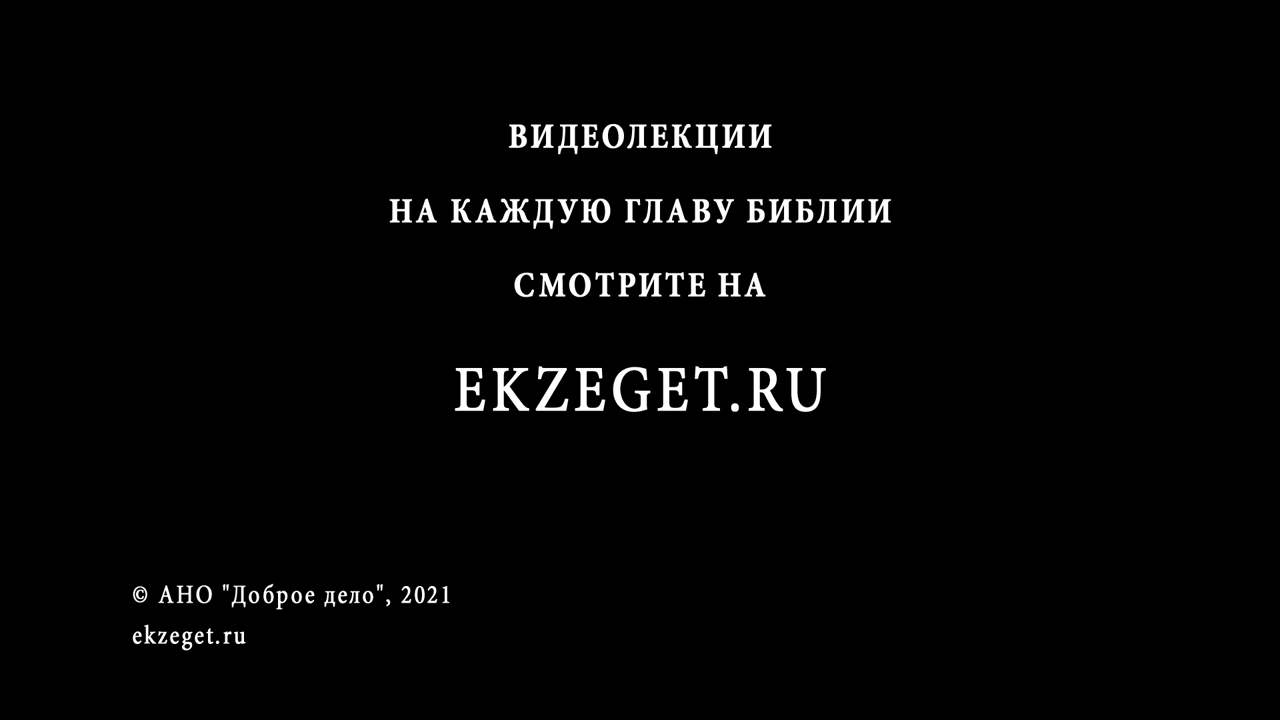 ВИДЕОЛЕКЦИИ
НА КАЖДУЮ ГЛАВУ БИБЛИИ
СМОТРИТЕ НА
EKZEGET.RU
© АНО "Доброе дело", 2021
ekzeget.ru